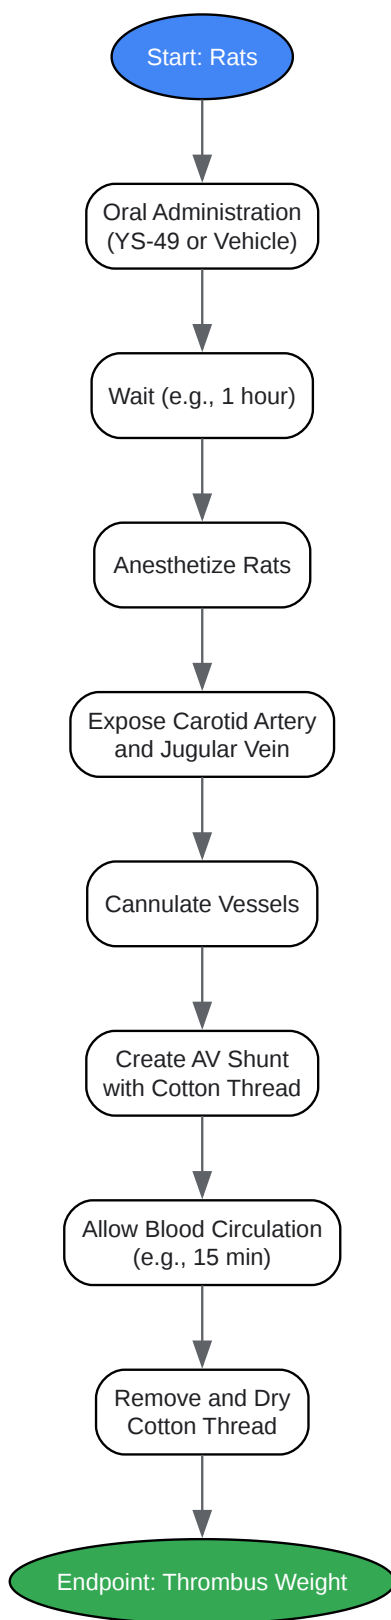 Start: Rats
Oral Administration
(YS-49 or Vehicle)
Wait (e.g., 1 hour)
Anesthetize Rats
Expose Carotid Artery
and Jugular Vein
Cannulate Vessels
Create AV Shunt
with Cotton Thread
Allow Blood Circulation
(e.g., 15 min)
Remove and Dry
Cotton Thread
Endpoint: Thrombus Weight